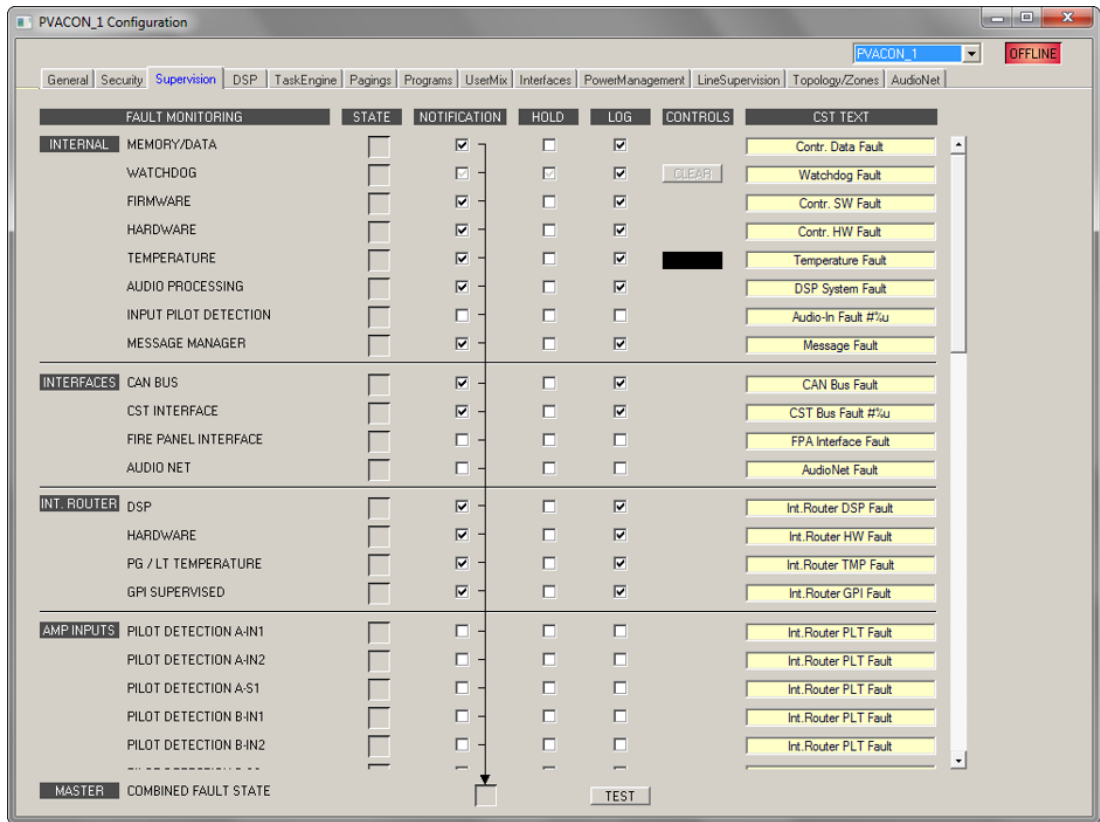 PVACON_1 Configuration
PVACON_1 OFFLINE
General Security Supervision DSP TaskEngine Pagings Programs UserMix Interfaces PowerManagement LineSupervision Topology/Zones AudioNet
FAULT MONITORING STATE NOTIFICATION HOLD LOG CONTROLS CST TEXT
INTERNAL MEMORY/DATA Contr. Data Fault
WATCHDOG CLEAR Watchdog Fault
FIRMWARE Contr. SW Fault
HARDWARE Contr. HW Fault
TEMPERATURE Temperature Fault
AUDIO PROCESSING DSP System Fault
INPUT PILOT DETECTION Audio-In Fault #%u
MESSAGE MANAGER Message Fault
INTERFACES CAN BUS CAN Bus Fault
CST INTERFACE CST Bus Fault #%u
FIRE PANEL INTERFACE FPA Interface Fault
AUDIO NET AudioNet Fault
INT. ROUTER DSP Int.Router DSP Fault
HARDWARE Int.Router HW Fault
PG / LT TEMPERATURE Int.Router TMP Fault
GPI SUPERVISED Int.Router GPI Fault
AMP INPUTS PILOT DETECTION A-IN1 Int.Router PLT Fault
PILOT DETECTION A-IN2 Int.Router PLT Fault
PILOT DETECTION A-S1 Int.Router PLT Fault
PILOT DETECTION B-IN1 Int.Router PLT Fault
PILOT DETECTION B-IN2 Int.Router PLT Fault
MASTER COMBINED FAULT STATE TEST